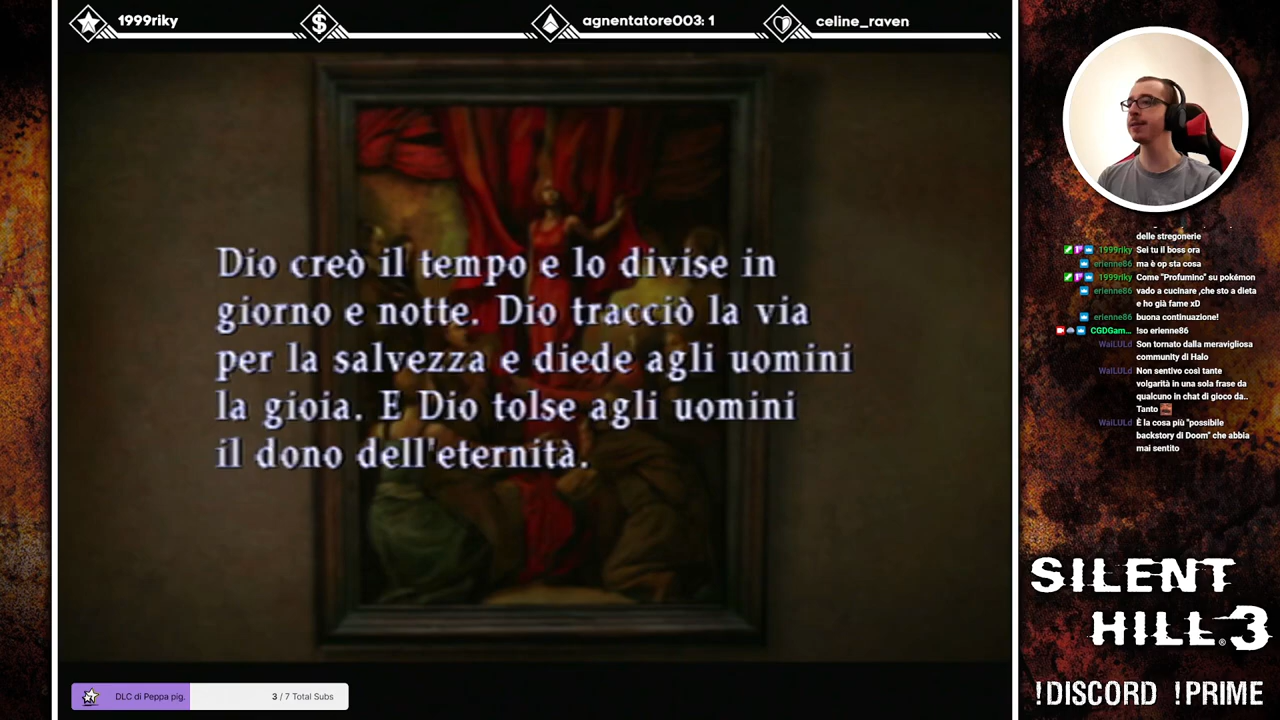 1999riky
agnentatore003: 1
celine_raven
Dio creò il tempo e lo divise in
giorno e notte. Dio tracciò la via
per la salvezza e diede agli uomini
la gioia. E Dio tolse agli uomini
il dono dell'eternità.
delle stregonerie
1999riky Sei tu il boss ora
erienne86 ma è op sta cosa
1999riky Come "Profumino" su pokémon
erienne86 vado a cucinare ,che sto a dieta
e ho già fame xD
erienne86 buona continuazione!
CGDGam... !so erienne86
WaiLULd Son tornato dalla meravigliosa
community di Halo
WaiLULd Non sentivo così tante
volgarità in una sola frase da
qualcuno in chat di gioco da..
Tanto
WaiLULd È la cosa più "possibile
backstory di Doom" che abbia
mai sentito
SILENT
HILL 3
!DISCORD !PRIME
DLC di Peppa pig. 3 / 7 Total Subs